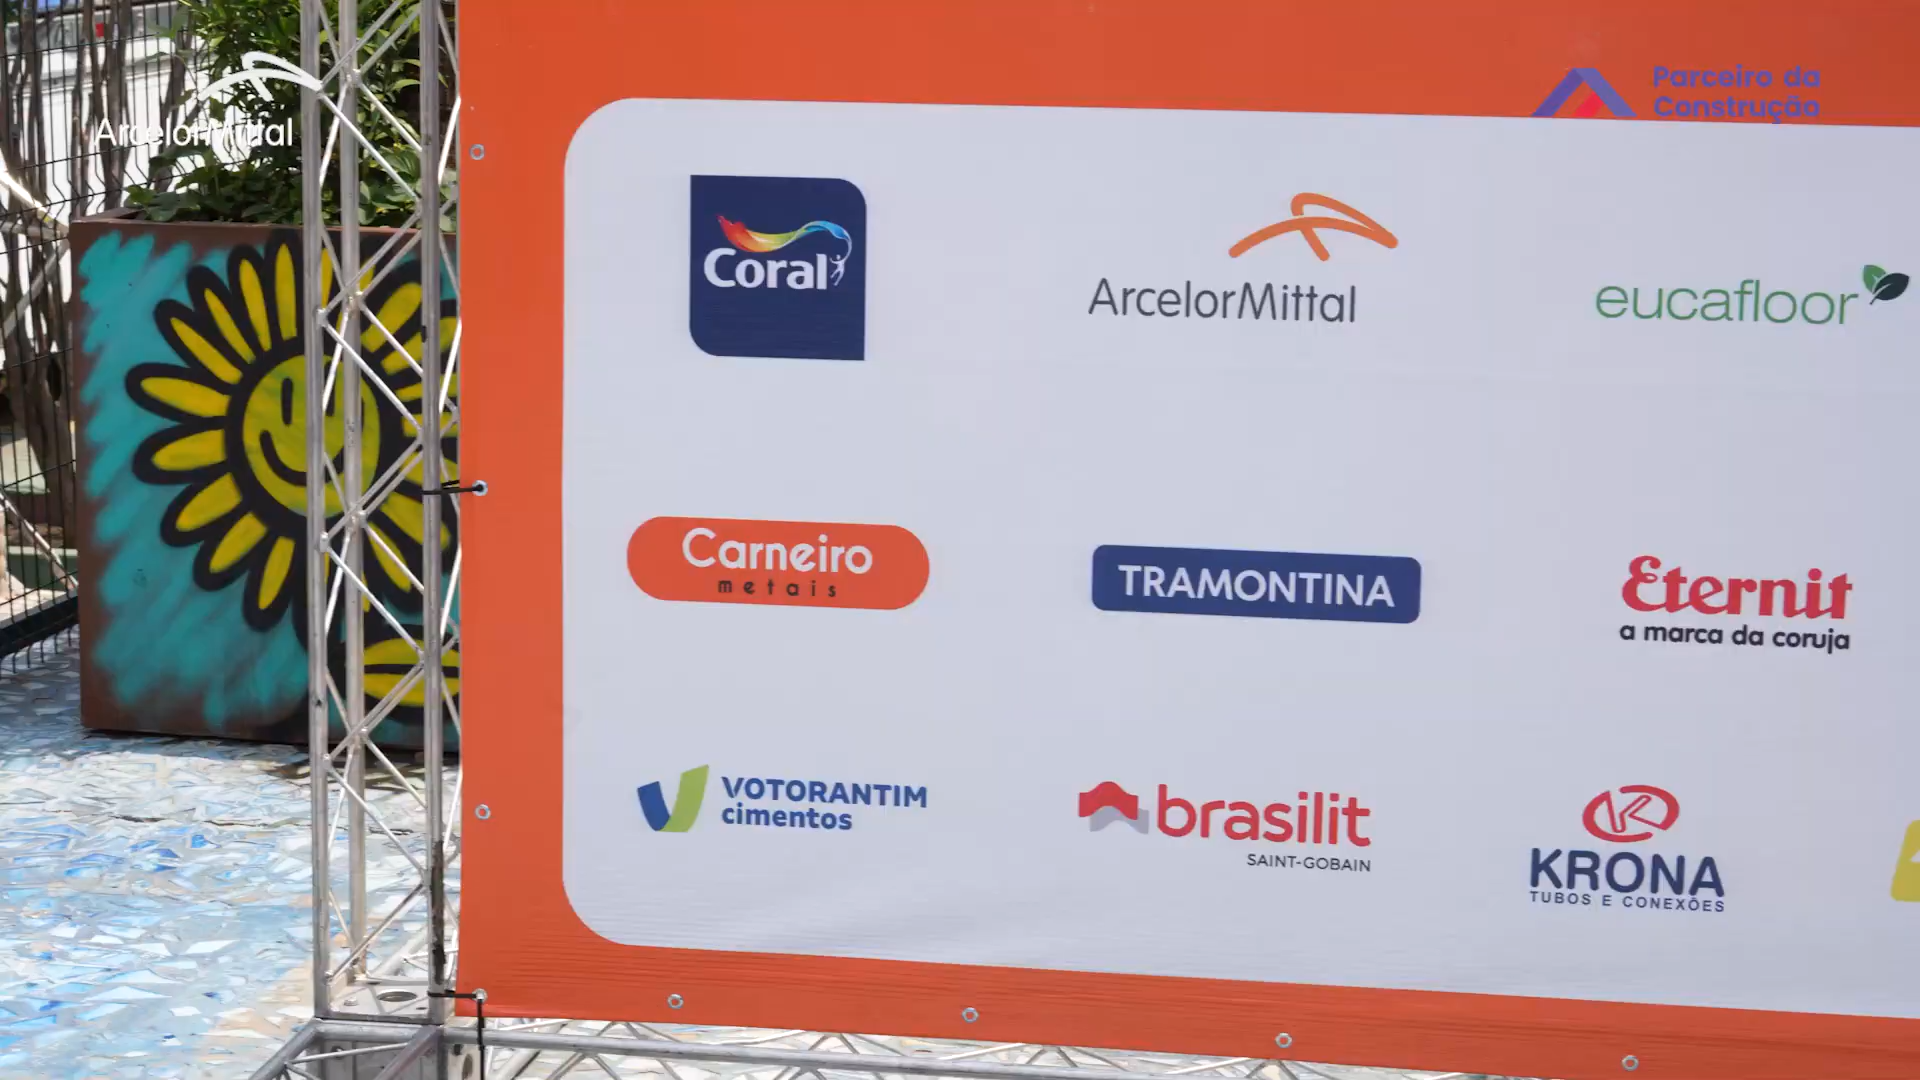 ArcelorMittal
Parceiro da
Construção
Coral
ArcelorMittal
eucafloor
Carneiro
metais
TRAMONTINA
Eternit
a marca da coruja
VOTORANTIM
cimentos
brasilit
SAINT-GOBAIN
KRONA
TUBOS E CONEXÕES